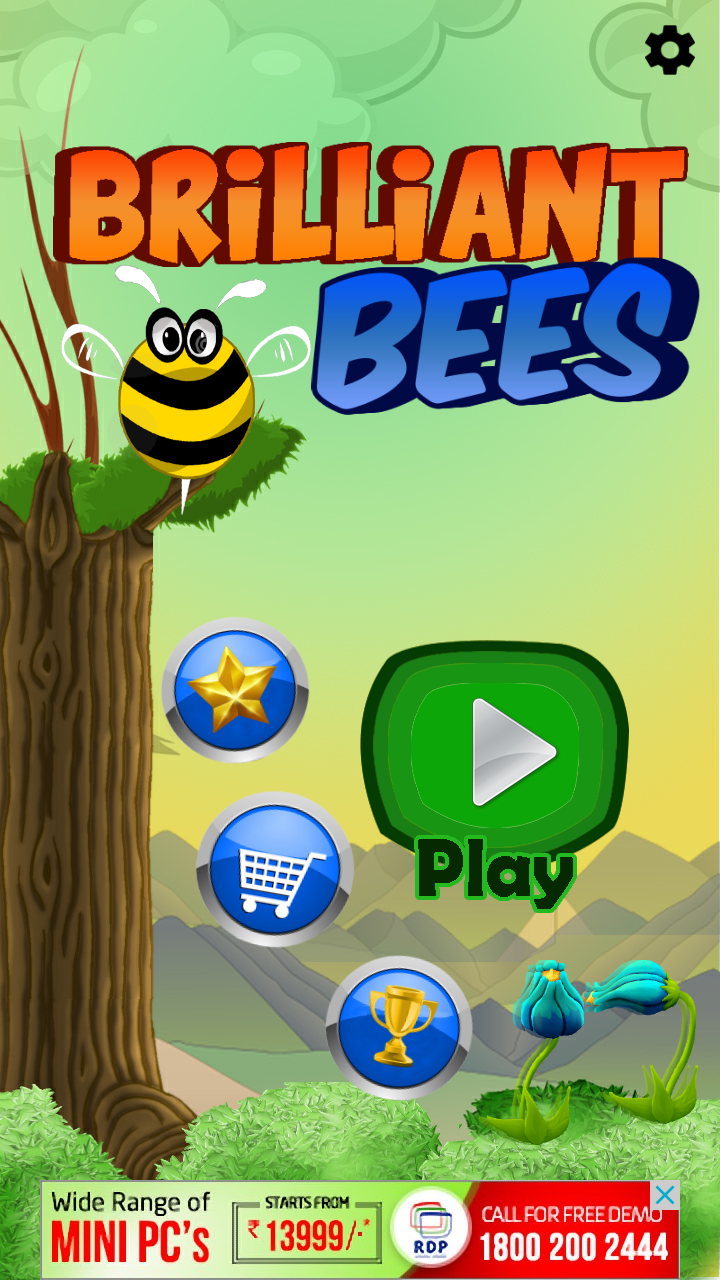 BRiLLiANT
BEES
Play
Wide Range of
MINI PC's
STARTS FROM
₹ 13999/-*
RDP
CALL FOR FREE DEMO
1800 200 2444